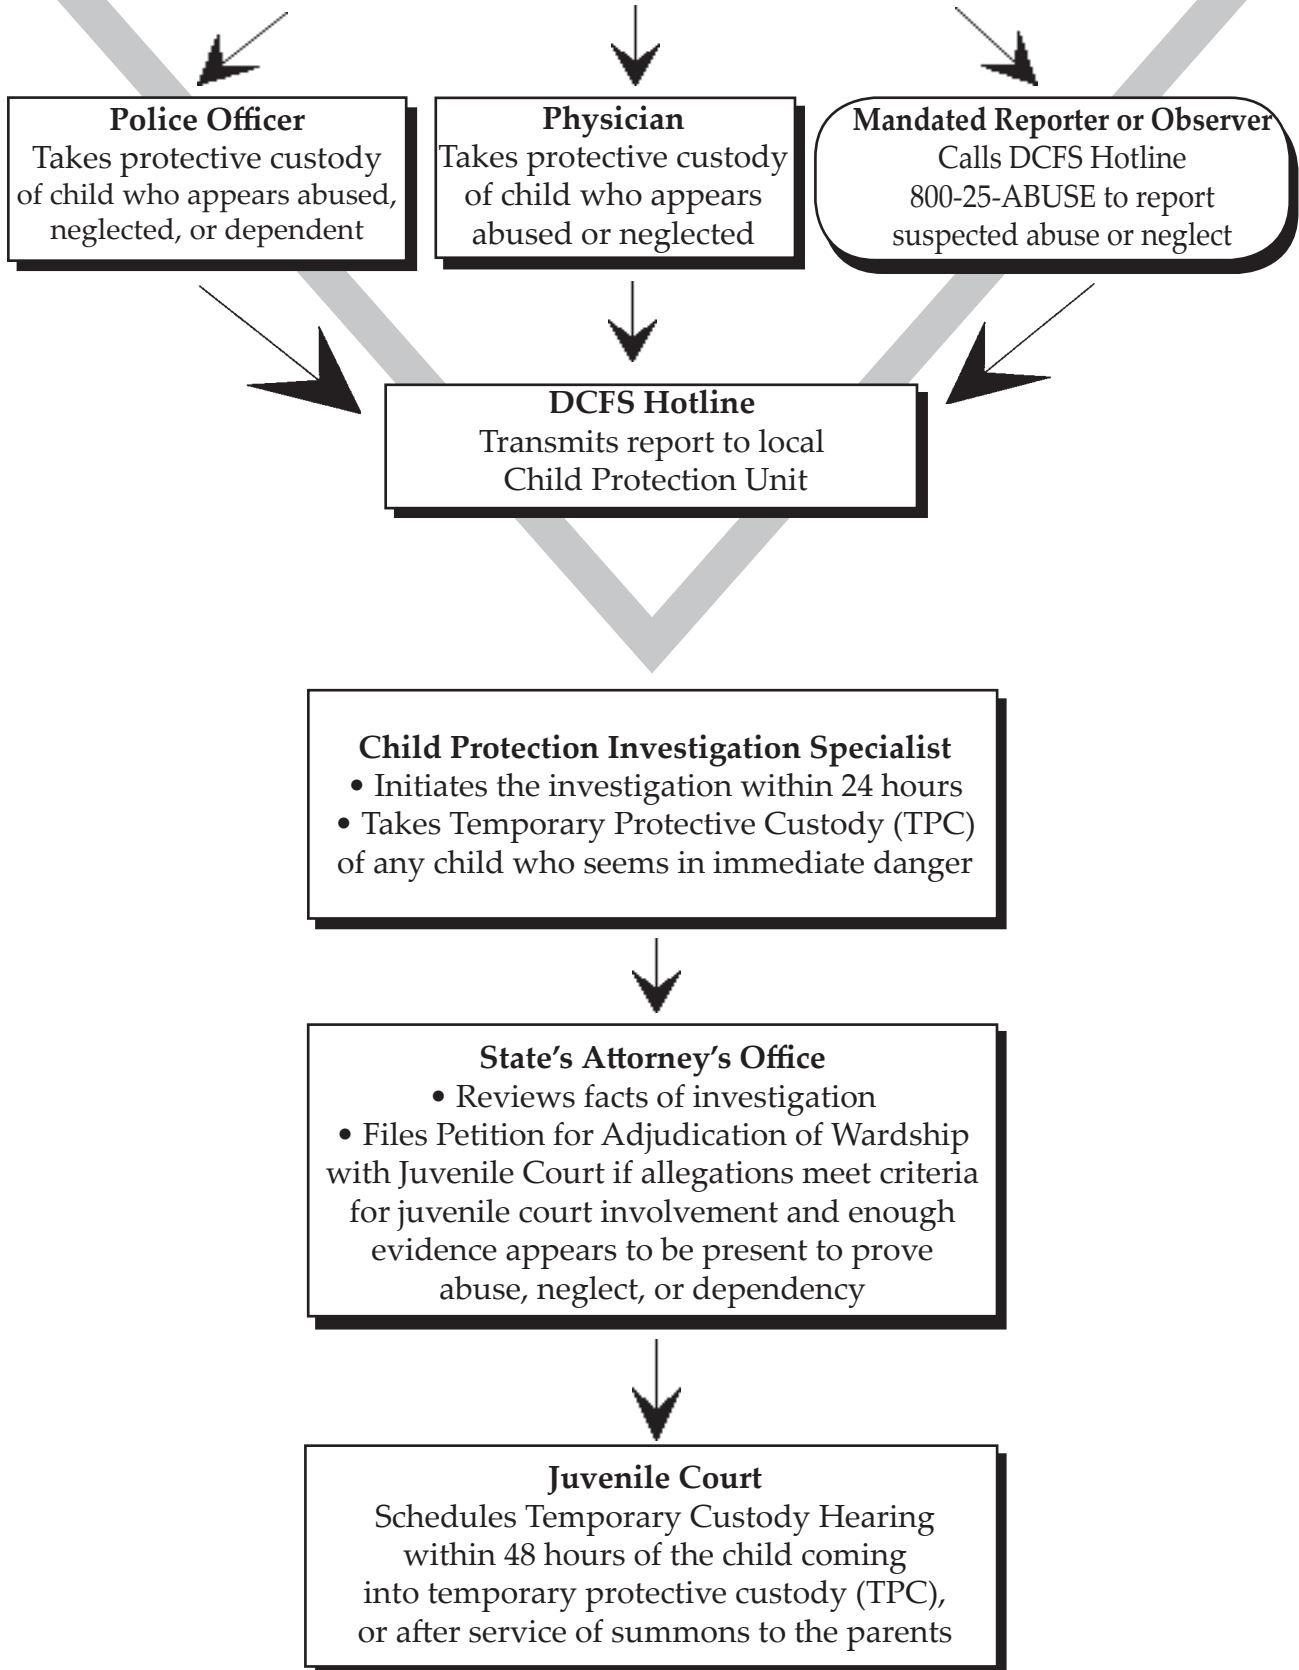 Police Officer
Takes protective custody
of child who appears abused,
neglected, or dependent
Physician
Takes protective custody
of child who appears
abused or neglected
Mandated Reporter or Observer
Calls DCFS Hotline
800-25-ABUSE to report
suspected abuse or neglect
DCFS Hotline
Transmits report to local
Child Protection Unit
Child Protection Investigation Specialist
• Initiates the investigation within 24 hours
• Takes Temporary Protective Custody (TPC)
of any child who seems in immediate danger
State’s Attorney’s Office
• Reviews facts of investigation
• Files Petition for Adjudication of Wardship
with Juvenile Court if allegations meet criteria
for juvenile court involvement and enough
evidence appears to be present to prove
abuse, neglect, or dependency
Juvenile Court
Schedules Temporary Custody Hearing
within 48 hours of the child coming
into temporary protective custody (TPC),
or after service of summons to the parents